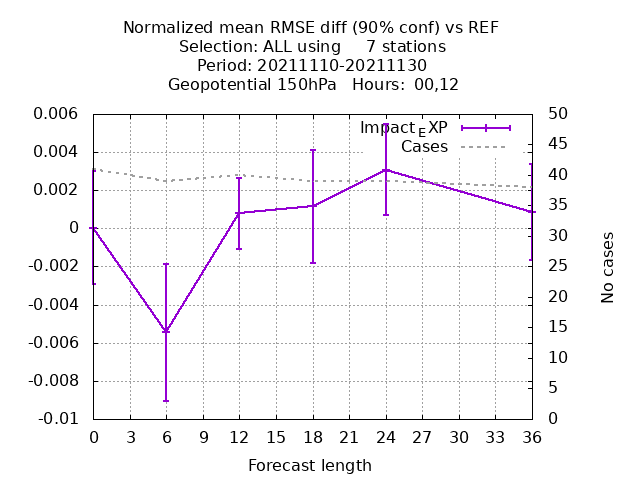 Normalized mean RMSE diff (90% conf) vs REF
Selection: ALL using     7 stations
Period: 20211110-20211130
Geopotential 150hPa   Hours:  00,12
Impact_EXP
Cases
0.006
0.004
0.002
0
-0.002
-0.004
-0.006
-0.008
-0.01
50
45
40
35
30
25
20
15
10
5
0
No cases
0 3 6 9 12 15 18 21 24 27 30 33 36
Forecast length